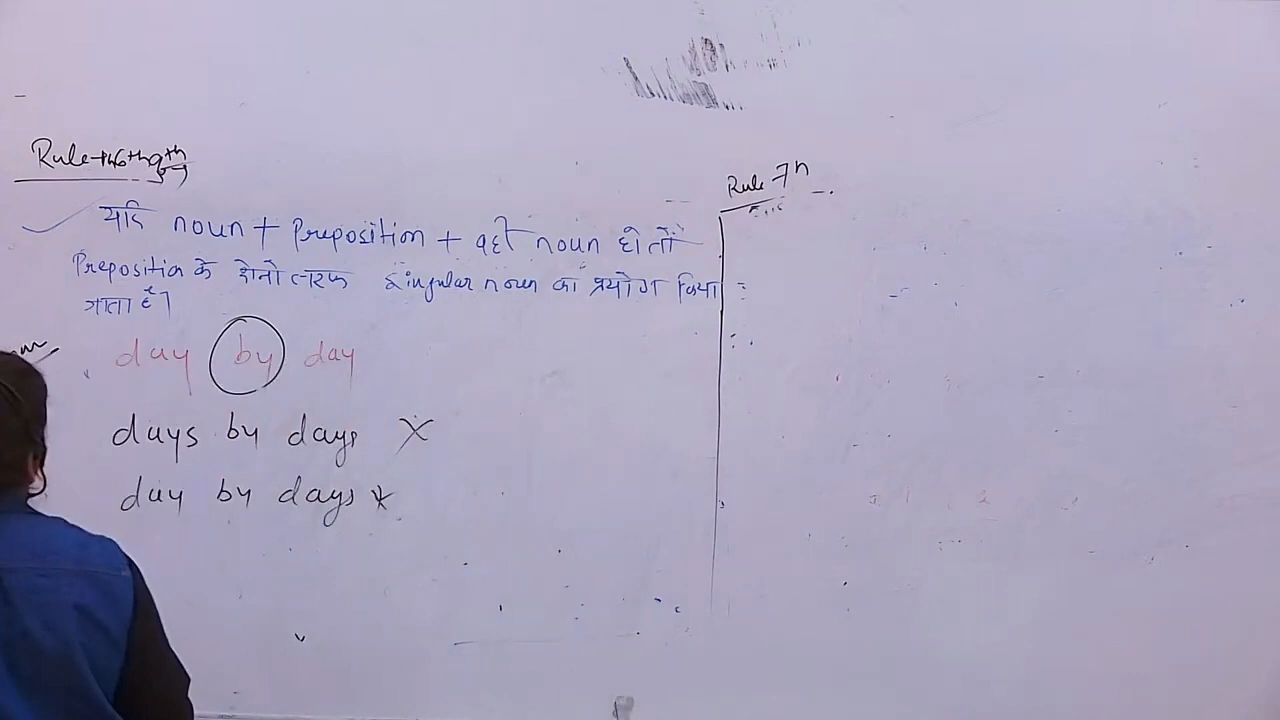 Rule
यदि noun + Preposition + वही noun हो तों
Preposition के दोनो तरफ singular noun का प्रयोग किया
जाता है।
day by day
days by days ×
day by days ×
Rule 7